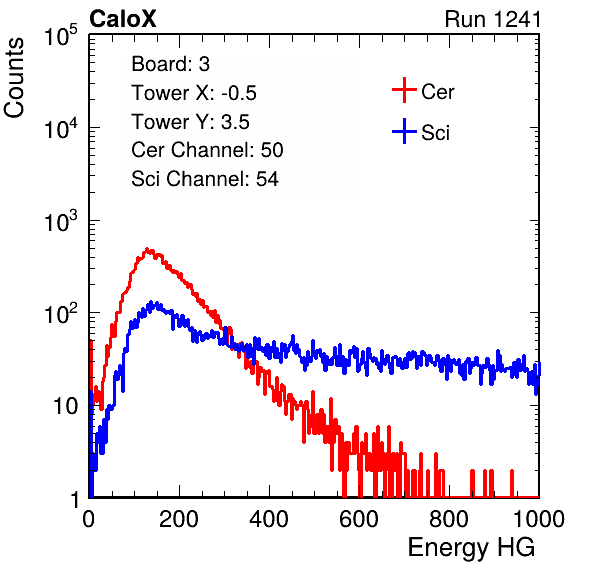 CaloX Run 1241
Counts
10^5
10^4
10^3
10^2
10
1
Board: 3
Tower X: -0.5
Tower Y: 3.5
Cer Channel: 50
Sci Channel: 54
Cer
Sci
0 200 400 600 800 1000
Energy HG